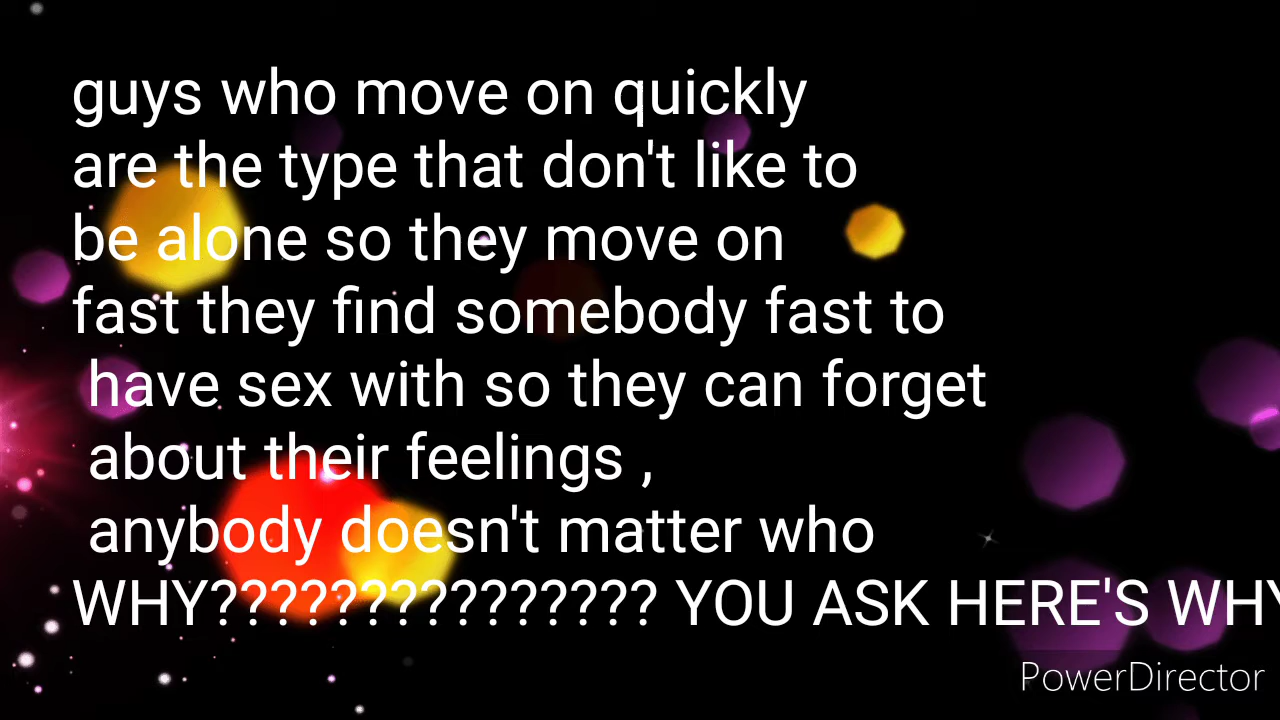 guys who move on quickly
are the type that don't like to
be alone so they move on
fast they find somebody fast to
have sex with so they can forget
about their feelings ,
anybody doesn't matter who
WHY??????????????? YOU ASK HERE'S WHY
PowerDirector